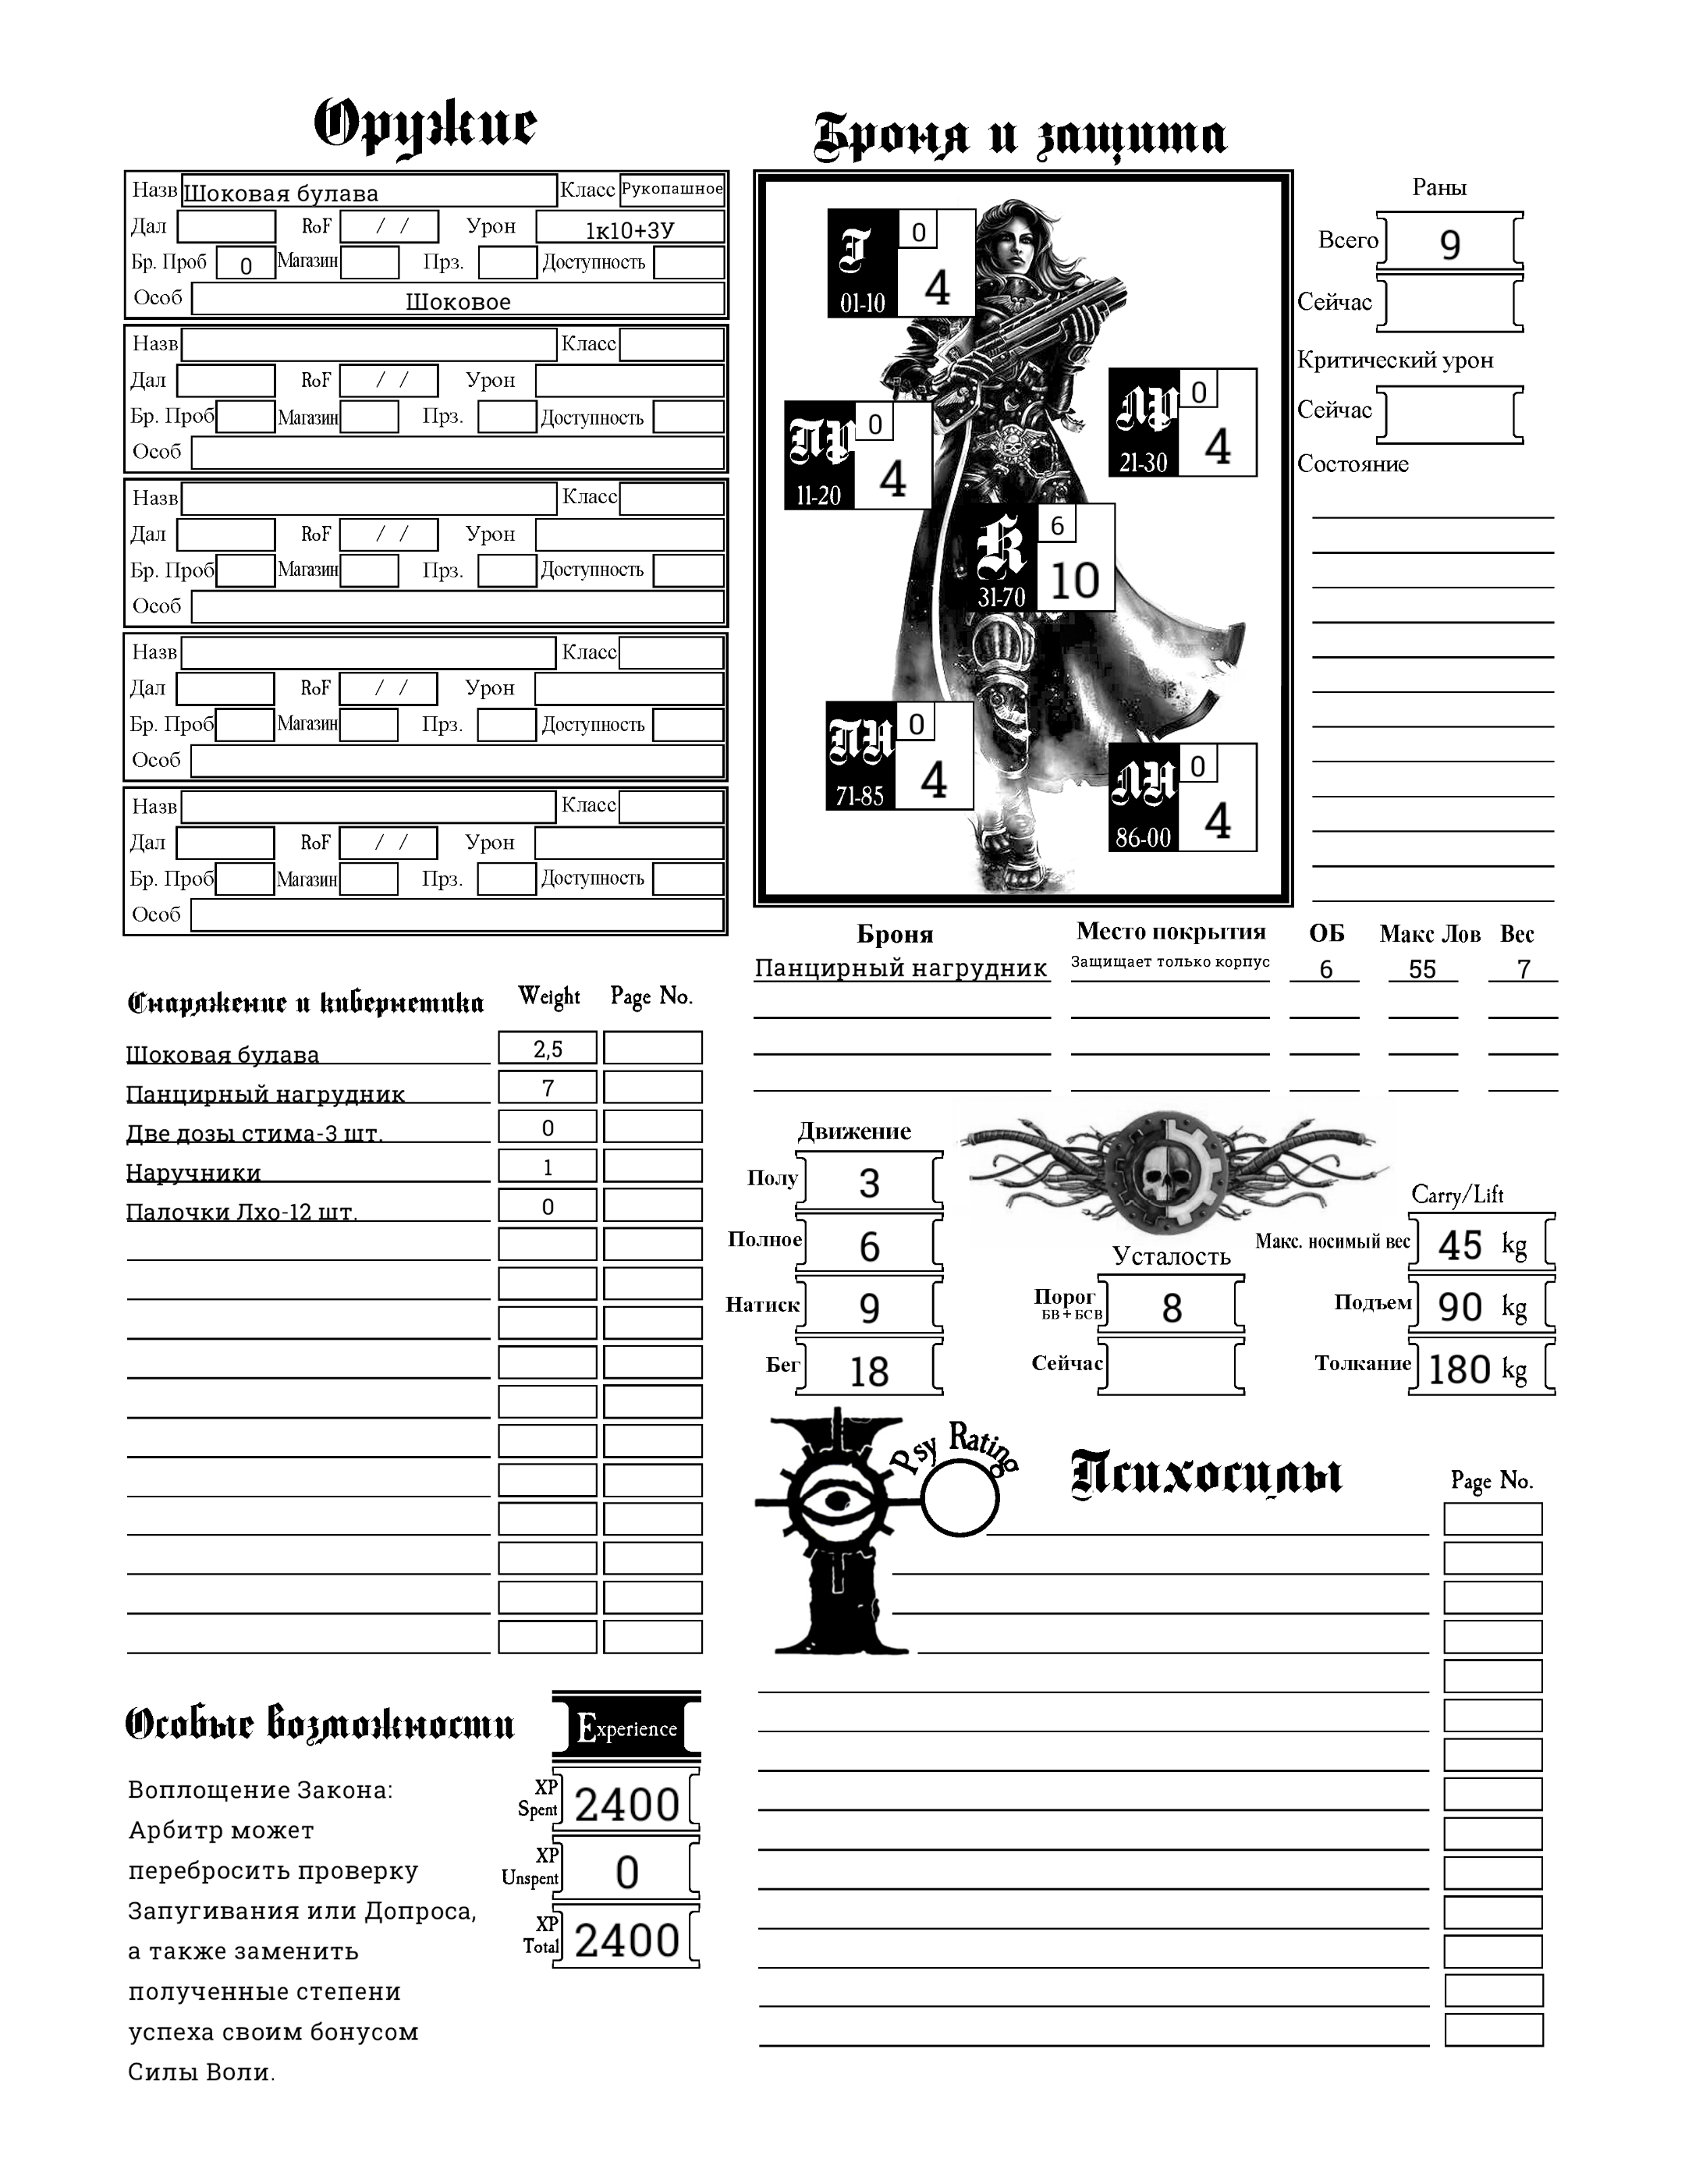 Оружие
Назв Шоковая булава Класс Рукопашное
Дал RoF / / Урон 1к10+3У
Бр. Проб 0 Магазин Прз. Доступность
Особ Шоковое
Назв Класс
Дал RoF / / Урон
Бр. Проб Магазин Прз. Доступность
Особ
Назв Класс
Дал RoF / / Урон
Бр. Проб Магазин Прз. Доступность
Особ
Назв Класс
Дал RoF / / Урон
Бр. Проб Магазин Прз. Доступность
Особ
Назв Класс
Дал RoF / / Урон
Бр. Проб Магазин Прз. Доступность
Особ
Броня и защита
Г 0
01-10 4
ПР 0
11-20 4
ЛР 0
21-30 4
К 6
31-70 10
ПН 0
71-85 4
ЛН 0
86-00 4
Раны
Всего 9
Сейчас
Критический урон
Сейчас
Состояние
Броня Место покрытия ОБ Макс Лов Вес
Панцирный нагрудник Защищает только корпус 6 55 7
Снаряжение и кибернетика Weight Page No.
Шоковая булава 2,5
Панцирный нагрудник 7
Две дозы стима-3 шт. 0
Наручники 1
Палочки Лхо-12 шт. 0
Движение
Полу 3
Полное 6
Натиск 9
Бег 18
Усталость
Порог 8
БВ + БСВ
Сейчас
Carry/Lift
Макс. носимый вес 45 kg
Подъем 90 kg
Толкание 180 kg
Psy Rating
Психосилы Page No.
Особые возможности
Воплощение Закона:
Арбитр может
перебросить проверку
Запугивания или Допроса,
а также заменить
полученные степени
успеха своим бонусом
Силы Воли.
Experience
XP Spent 2400
XP Unspent 0
XP Total 2400